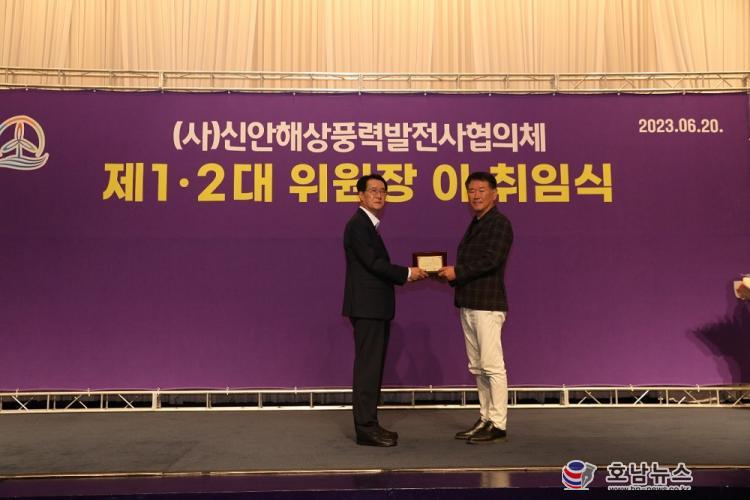 (사)신안해상풍력발전사협의체
2023.06.20.
제1·2대 위원장 이 취임식
호남뉴스